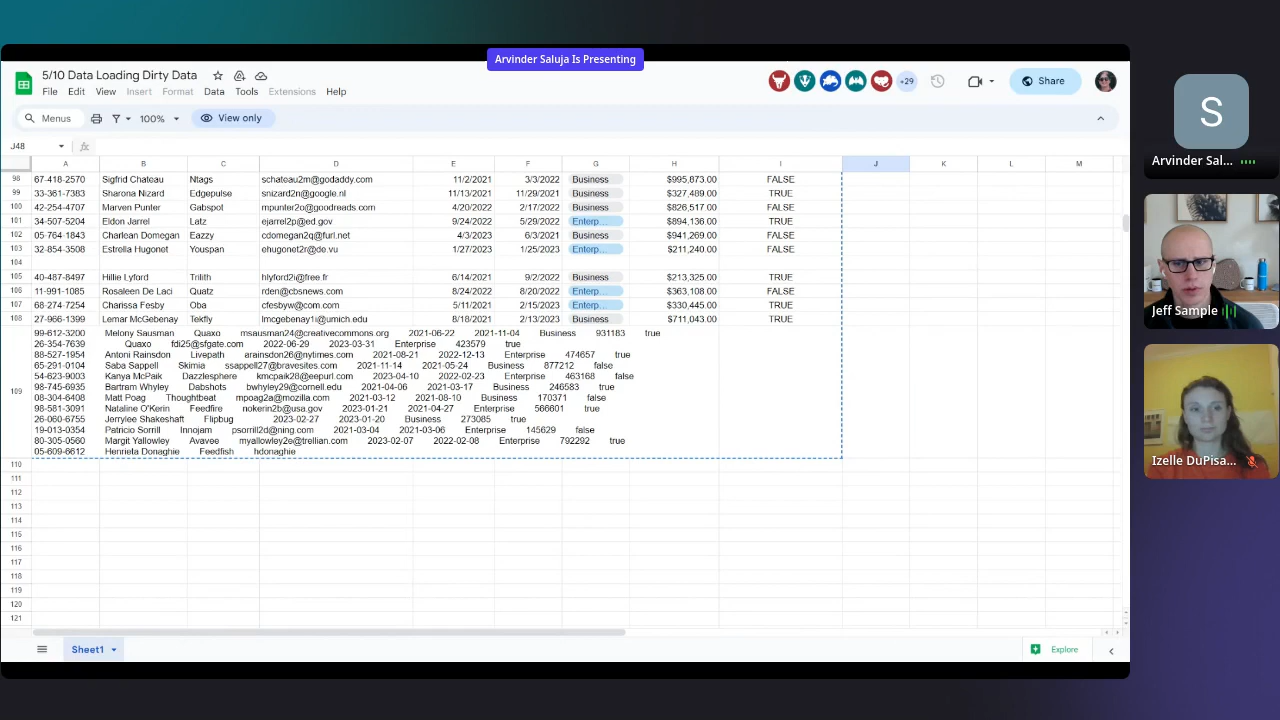 Arvinder Saluja Is Presenting
5/10 Data Loading Dirty Data
File Edit View Insert Format Data Tools Extensions Help
+29
Share
Menus 100% View only
J48 fx
A B C D E F G H I J K L M
98 67-418-2570 Sigfrid Chateau Ntags schateau2m@godaddy.com 11/2/2021 3/3/2022 Business $995,873.00 FALSE
99 33-361-7383 Sharona Nizard Edgepulse snizard2n@google.nl 11/13/2021 11/29/2021 Business $327,489.00 TRUE
100 42-254-4707 Marven Punter Gabspot mpunter2o@goodreads.com 4/20/2022 2/17/2022 Business $826,517.00 FALSE
101 34-507-5204 Eldon Jarrel Latz ejarrel2p@ed.gov 9/24/2022 5/29/2022 Enterp... $894,136.00 TRUE
102 05-764-1843 Charlean Domegan Eazzy cdomegan2q@furl.net 4/3/2023 6/3/2021 Business $941,269.00 FALSE
103 32-854-3508 Estrella Hugonet Youspan ehugonet2r@de.vu 1/27/2023 1/25/2023 Enterp... $211,240.00 FALSE
104
105 40-487-8497 Hillie Lyford Trilith hlyford2i@free.fr 6/14/2021 9/2/2022 Business $213,325.00 TRUE
106 11-991-1085 Rosaleen De Laci Quatz rden@cbsnews.com 8/24/2022 8/20/2022 Enterp... $363,108.00 FALSE
107 68-274-7254 Charissa Fesby Oba cfesbyw@com.com 5/11/2021 2/15/2023 Enterp... $330,445.00 TRUE
108 27-966-1399 Lemar McGebenay Tekfly lmcgebenay1i@umich.edu 8/18/2021 2/13/2023 Business $711,043.00 TRUE
99-612-3200 Melony Sausman Quaxo msausman24@creativecommons.org 2021-06-22 2021-11-04 Business 931183 true
26-354-7639 Quaxo fdi25@sfgate.com 2022-06-29 2023-03-31 Enterprise 423579 true
88-527-1954 Antoni Rainsdon Livepath arainsdon26@nytimes.com 2021-08-21 2022-12-13 Enterprise 474657 true
65-291-0104 Saba Sappell Skimia ssappell27@bravesites.com 2021-11-14 2021-05-24 Business 877212 false
54-623-9003 Kanya McPaik Dazzlesphere kmcpaik28@eepurl.com 2023-04-10 2022-02-23 Enterprise 463168 false
98-745-6935 Bartram Whyley Dabshots bwhyley29@cornell.edu 2021-04-06 2021-03-17 Business 246583 true
109 08-304-6408 Matt Poag Thoughtbeat mpoag2a@mozilla.com 2021-03-12 2021-08-10 Business 170371 false
98-581-3091 Nataline O'Kerin Feedfire nokerin2b@usa.gov 2023-01-21 2021-04-27 Enterprise 566601 true
26-060-6755 Jerrylee Shakeshaft Flipbug 2023-02-27 2023-01-20 Business 273085 true
19-013-0354 Patricio Sorrill Innojam psorrill2d@ning.com 2021-03-04 2021-03-06 Enterprise 145629 false
80-305-0560 Margit Yallowley Avavee myallowley2e@trellian.com 2023-02-07 2022-02-08 Enterprise 792292 true
05-609-6612 Henrieta Donaghie Feedfish hdonaghie
110
111
112
113
114
115
116
117
118
119
120
121
Sheet1
Explore
S
Arvinder Sal...
Jeff Sample
Izelle DuPisa...